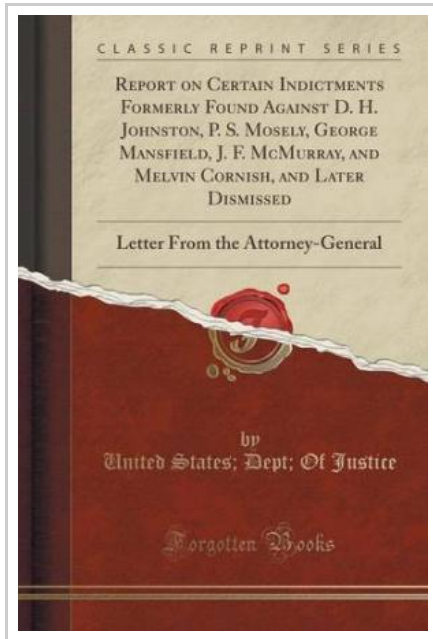 CLASSIC REPRINT SERIES
REPORT ON CERTAIN INDICTMENTS
FORMERLY FOUND AGAINST D. H.
JOHNSTON, P. S. MOSELY, GEORGE
MANSFIELD, J. F. MCMURRAY, AND
MELVIN CORNISH, AND LATER
DISMISSED
Letter From the Attorney-General
by
United States; Dept; Of Justice
Forgotten Books